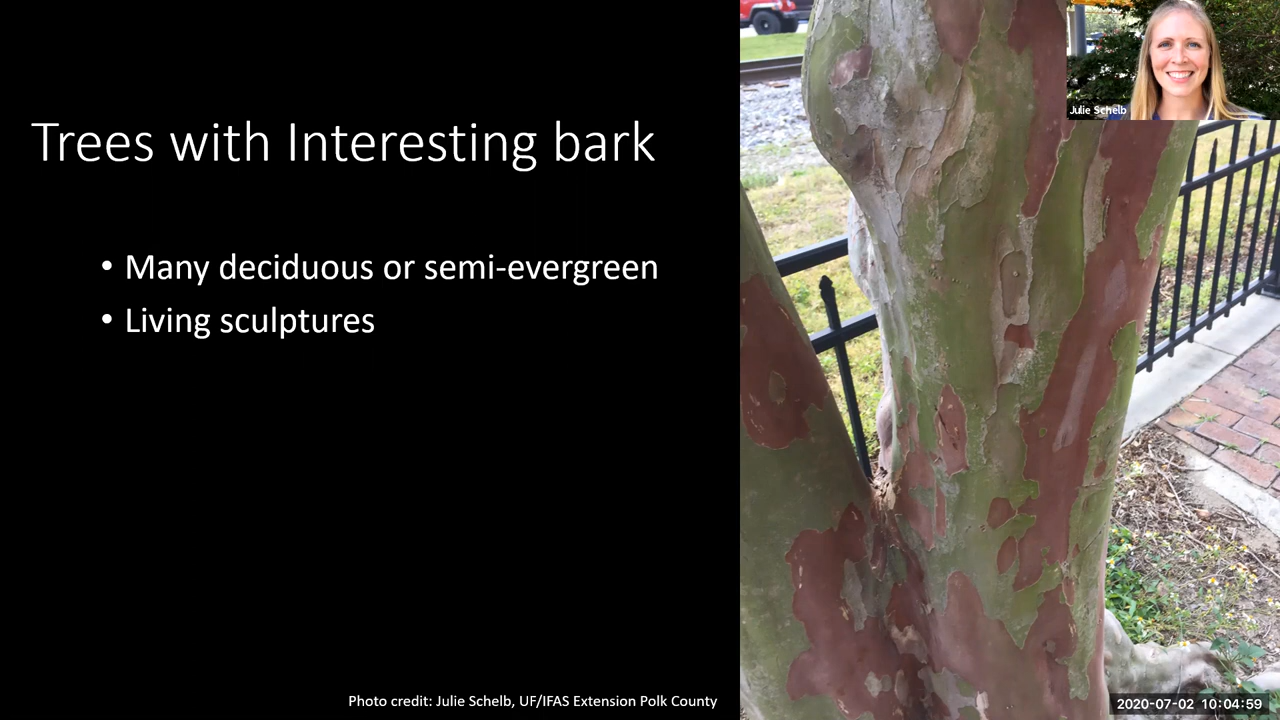 Trees with Interesting bark
• Many deciduous or semi-evergreen
• Living sculptures
Photo credit: Julie Schelb, UF/IFAS Extension Polk County
Julie Schelb
2020-07-02 10:04:59